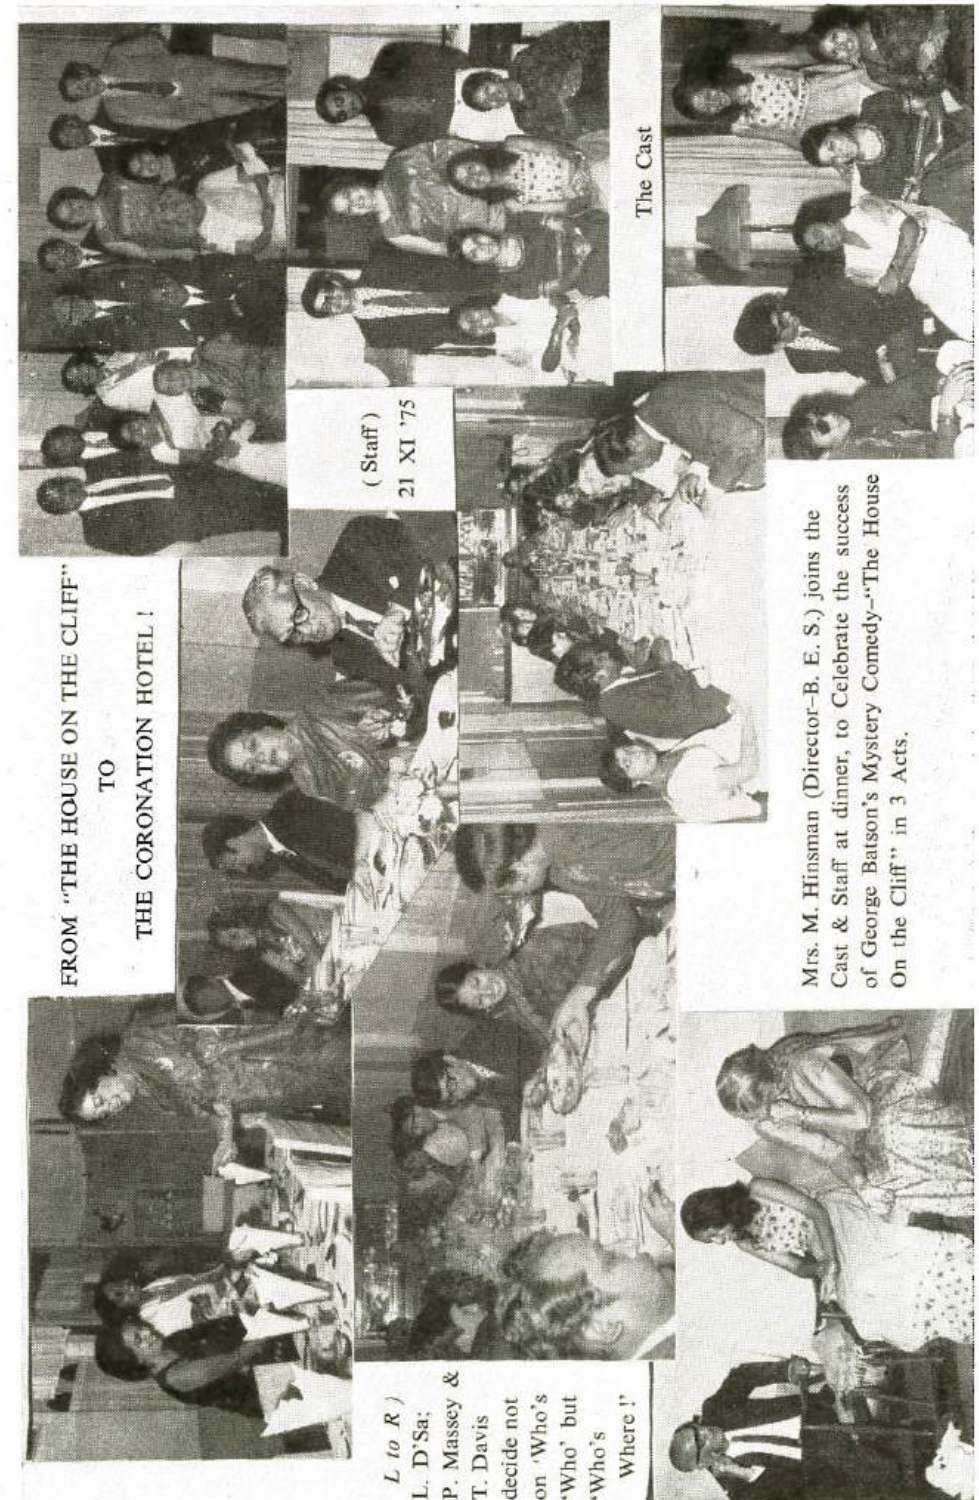 FROM "THE HOUSE ON THE CLIFF"
TO
THE CORONATION HOTEL!
( Staff )
21 XI '75
The Cast
L to R )
L. D'Sa;
P. Massey &
T. Davis
decide not
on 'Who's
'Who' but
'Who's
Where !'
Mrs. M. Hinsman (Director-B. E. S.) joins the
Cast & Staff at dinner, to Celebrate the success
of George Batson's Mystery Comedy-"The House
On the Cliff" in 3 Acts.